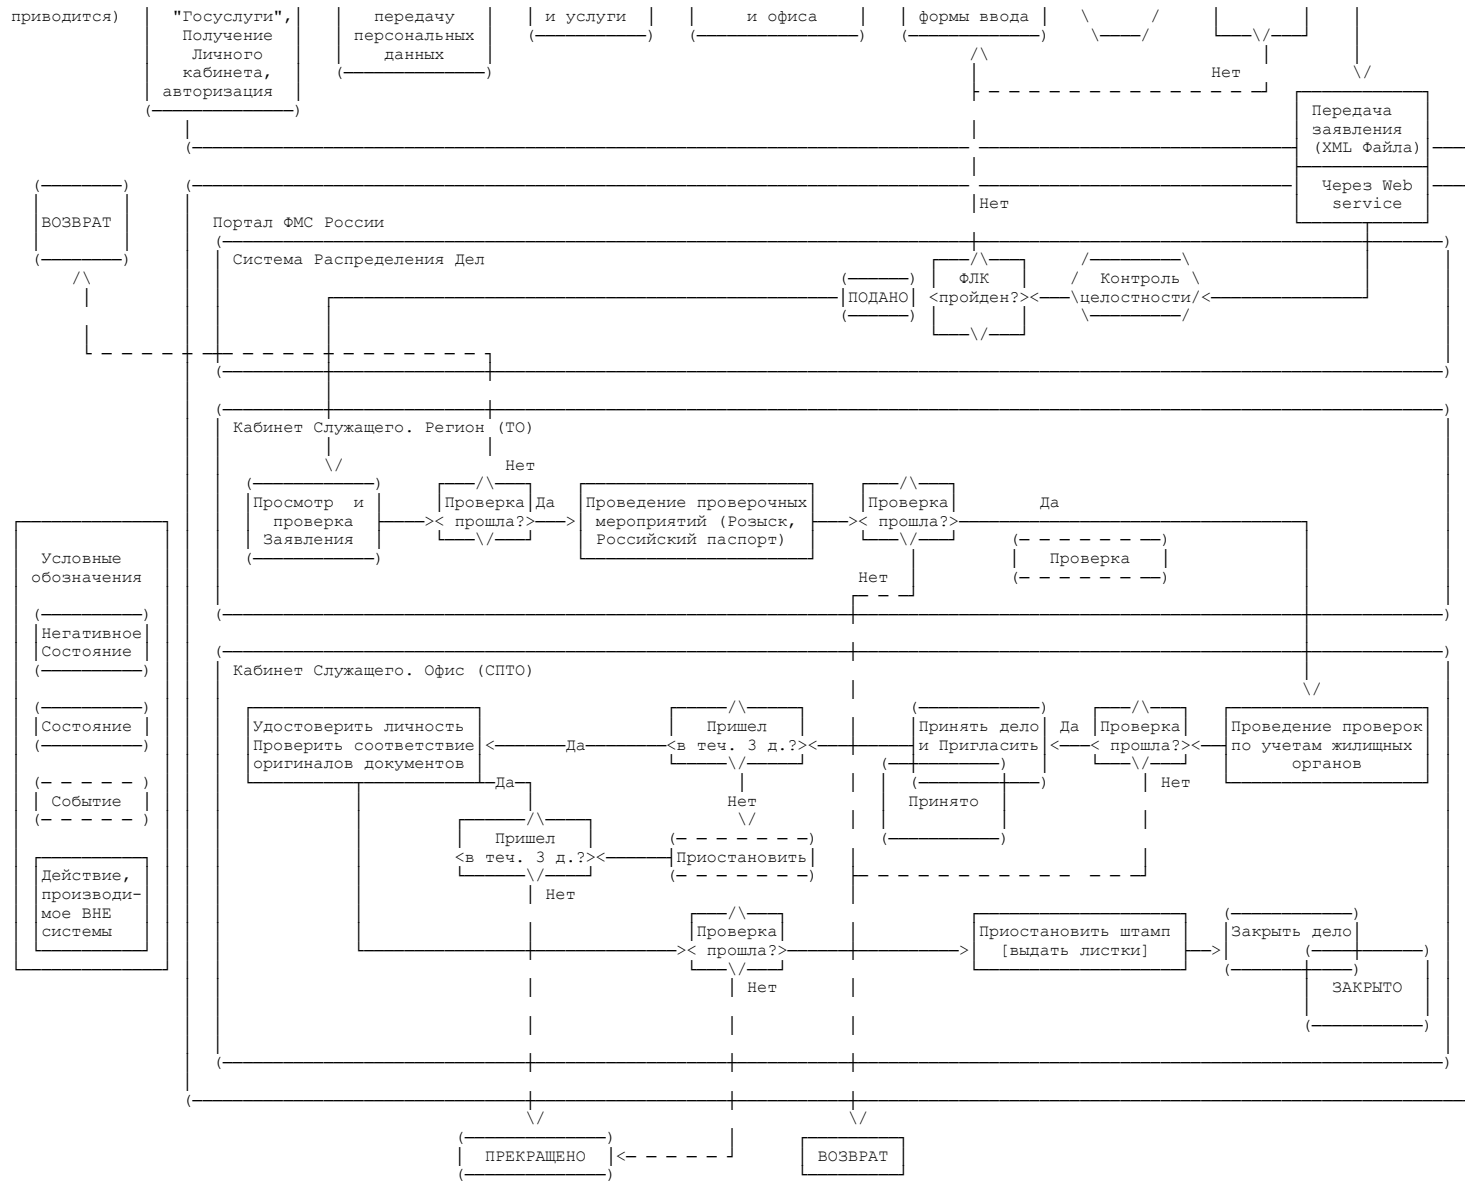 приводится)
"Госуслуги",
Получение
Личного
кабинета,
авторизация
передачу
персональных
данных
и услуги
и офиса
формы ввода
Нет
Передача
заявления
(XML Файла)
Через Web
service
ВОЗВРАТ
Нет
Портал ФМС России
Система Распределения Дел
ПОДАНО
ФЛК
пройден?
Контроль
целостности
Кабинет Служащего. Регион (ТО)
Нет
Просмотр и
проверка
Заявления
Проверка
прошла?
Да
Проведение проверочных
мероприятий (Розыск,
Российский паспорт)
Проверка
прошла?
Да
Проверка
Нет
Условные
обозначения
Негативное
Состояние
Состояние
Событие
Действие,
производи-
мое ВНЕ
системы
Кабинет Служащего. Офис (СПТО)
Удостоверить личность
Проверить соответствие
оригиналов документов
Да
Пришел
в теч. 3 д.?
Принять дело
и Пригласить
Принято
Да
Проверка
прошла?
Нет
Проведение проверок
по учетам жилищных
органов
Да
Нет
Пришел
в теч. 3 д.?
Приостановить
Нет
Проверка
прошла?
Нет
Приостановить штамп
[выдать листки]
Закрыть дело
ЗАКРЫТО
ПРЕКРАЩЕНО
ВОЗВРАТ